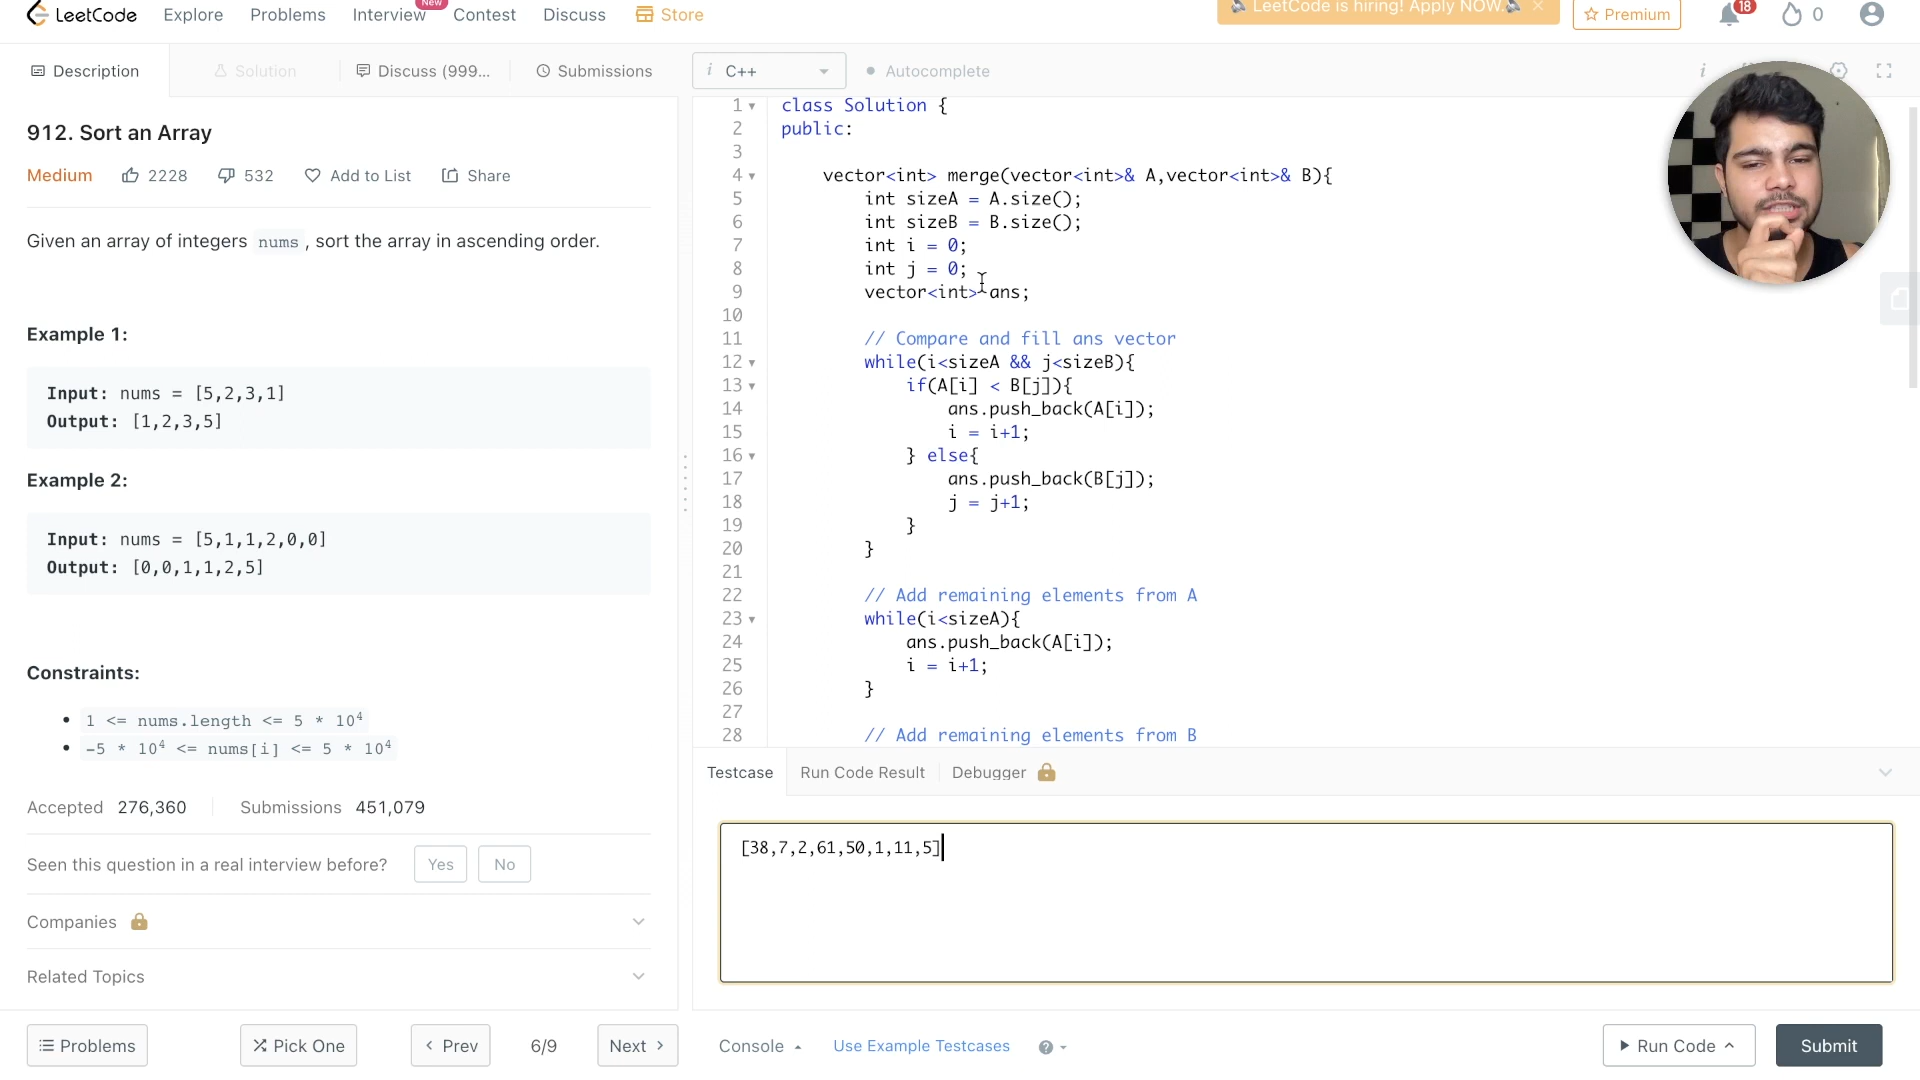 LeetCode
Explore
Problems
Interview
New
Contest
Discuss
Store
LeetCode is hiring! Apply NOW.
Premium
18
0
Description
Solution
Discuss (999...
Submissions
i C++
Autocomplete
i
912. Sort an Array
Medium 2228 532 Add to List Share
Given an array of integers nums , sort the array in ascending order.
Example 1:
Input: nums = [5,2,3,1]
Output: [1,2,3,5]
Example 2:
Input: nums = [5,1,1,2,0,0]
Output: [0,0,1,1,2,5]
Constraints:
• 1 <= nums.length <= 5 * 10⁴
• -5 * 10⁴ <= nums[i] <= 5 * 10⁴
Accepted 276,360 Submissions 451,079
Seen this question in a real interview before? Yes No
Companies
Related Topics
Problems
Pick One
Prev
6/9
Next
1 class Solution {
2 public:
3
4 vector<int> merge(vector<int>& A,vector<int>& B){
5 int sizeA = A.size();
6 int sizeB = B.size();
7 int i = 0;
8 int j = 0;
9 vector<int> ans;
10
11 // Compare and fill ans vector
12 while(i<sizeA && j<sizeB){
13 if(A[i] < B[j]){
14 ans.push_back(A[i]);
15 i = i+1;
16 } else{
17 ans.push_back(B[j]);
18 j = j+1;
19 }
20 }
21
22 // Add remaining elements from A
23 while(i<sizeA){
24 ans.push_back(A[i]);
25 i = i+1;
26 }
27
28 // Add remaining elements from B
Testcase
Run Code Result
Debugger
[38,7,2,61,50,1,11,5]
Console
Use Example Testcases
?
Run Code
Submit